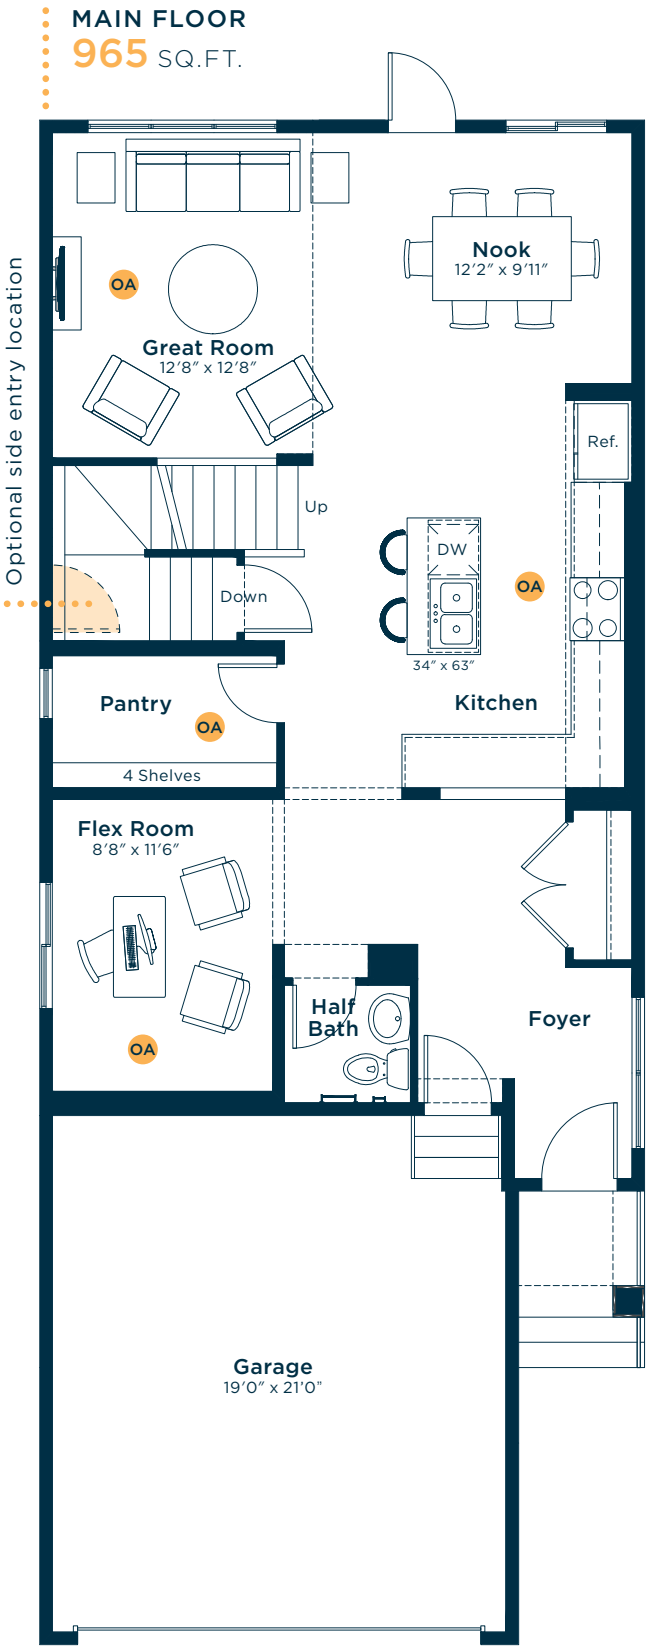 MAIN FLOOR
965 SQ.FT.
Optional side entry location
Nook
12'2" x 9'11"
OA
Great Room
12'8" x 12'8"
Ref.
Up
DW
Down
OA
34" x 63"
Pantry
Kitchen
OA
4 Shelves
Flex Room
8'8" x 11'6"
Half
Bath
Foyer
OA
Garage
19'0" x 21'0"